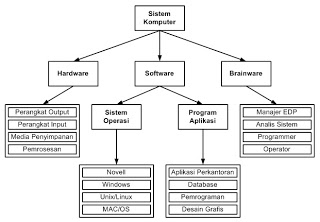 Sistem
Komputer
Hardware
Software
Brainware
Perangkat Output
Perangkat Input
Media Penyimpanan
Pemrosesan
Sistem
Operasi
Program
Aplikasi
Manajer EDP
Analis Sistem
Programmer
Operator
Novell
Windows
Unix/Linux
MAC/OS
Aplikasi Perkantoran
Database
Pemrograman
Desain Grafis